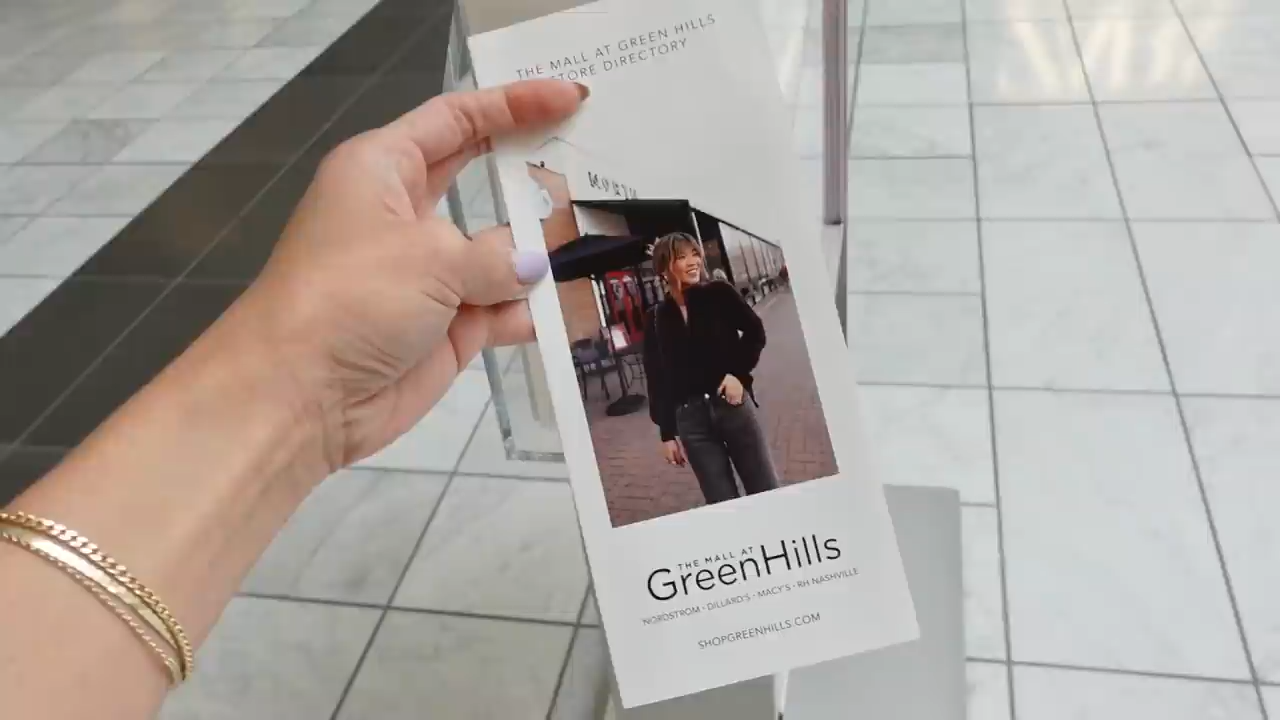 THE MALL AT GREEN HILLS
STORE DIRECTORY
THE MALL AT
GreenHills
NORDSTROM • DILLARD'S • MACY'S • RH NASHVILLE
SHOPGREENHILLS.COM